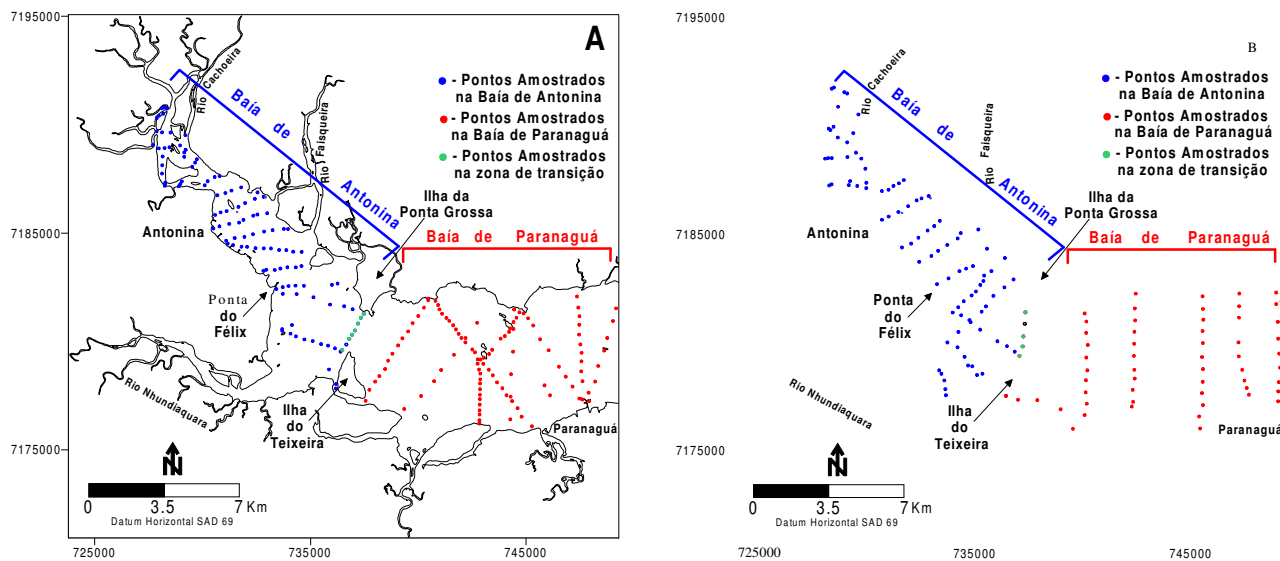 7195000
A
Rio Cachoeira
Baía de Antonina
- Pontos Amostrados
na Baía de Antonina
- Pontos Amostrados
na Baía de Paranaguá
- Pontos Amostrados
na zona de transição
Rio Faisqueira
Ilha da
Ponta Grossa
Antonina
7185000
Baía de Paranaguá
Ponta
do
Félix
Rio Nhundiaquara
Ilha
do
Teixeira
Paranaguá
7175000
N
0 3.5 7 Km
Datum Horizontal SAD 69
725000 735000 745000
7195000
B
Rio Cachoeira
Baía de Antonina
- Pontos Amostrados
na Baía de Antonina
- Pontos Amostrados
na Baía de Paranaguá
- Pontos Amostrados
na zona de transição
Rio Faisqueira
Ilha da
Ponta Grossa
Antonina
7185000
Baía de Paranaguá
Ponta
do
Félix
Rio Nhundiaquara
Ilha
do
Teixeira
Paranaguá
7175000
N
0 3.5 7 Km
Datum Horizontal SAD 69
725000 735000 745000